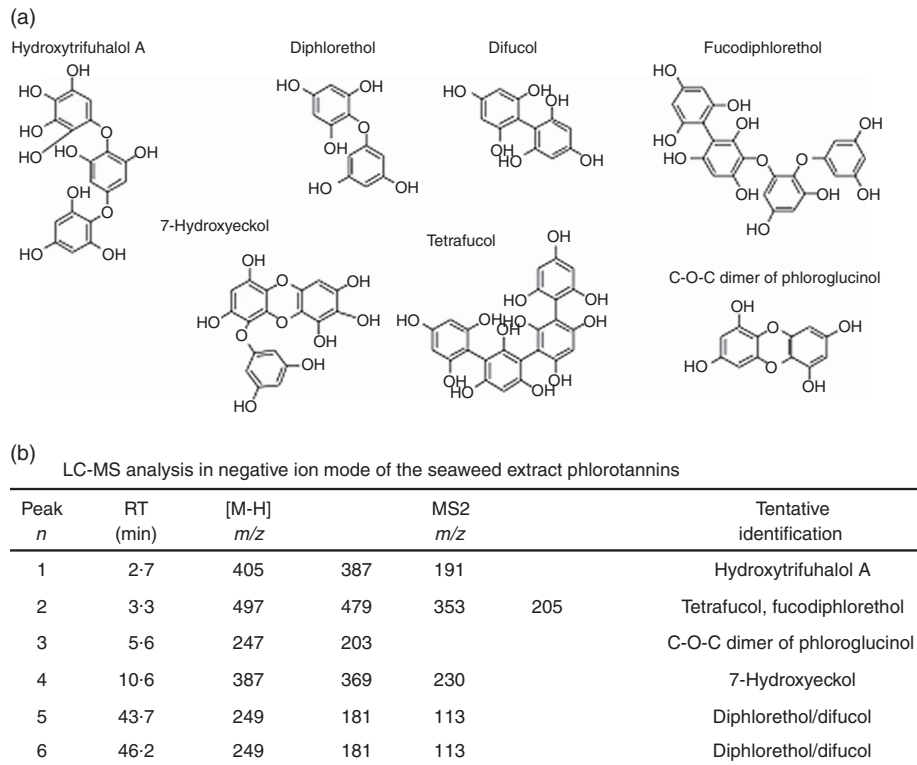 (a)
Hydroxytrifuhalol A
Diphlorethol
Difucol
Fucodiphlorethol
7-Hydroxyeckol
Tetrafucol
C-O-C dimer of phloroglucinol
(b)
LC-MS analysis in negative ion mode of the seaweed extract phlorotannins
Peak RT [M-H] MS2 Tentative
n (min) m/z m/z identification
1 2·7 405 387 191 Hydroxytrifuhalol A
2 3·3 497 479 353 205 Tetrafucol, fucodiphlorethol
3 5·6 247 203 C-O-C dimer of phloroglucinol
4 10·6 387 369 230 7-Hydroxyeckol
5 43·7 249 181 113 Diphlorethol/difucol
6 46·2 249 181 113 Diphlorethol/difucol